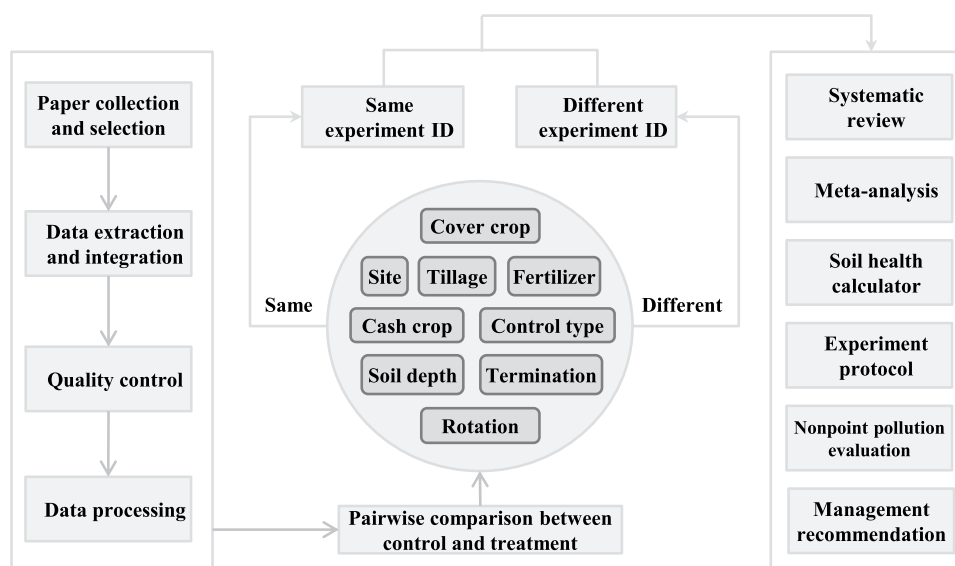 Paper collection
and selection
Data extraction
and integration
Quality control
Data processing
Same
experiment ID
Different
experiment ID
Same
Different
Cover crop
Site
Tillage
Fertilizer
Cash crop
Control type
Soil depth
Termination
Rotation
Pairwise comparison between
control and treatment
Systematic
review
Meta-analysis
Soil health
calculator
Experiment
protocol
Nonpoint pollution
evaluation
Management
recommendation